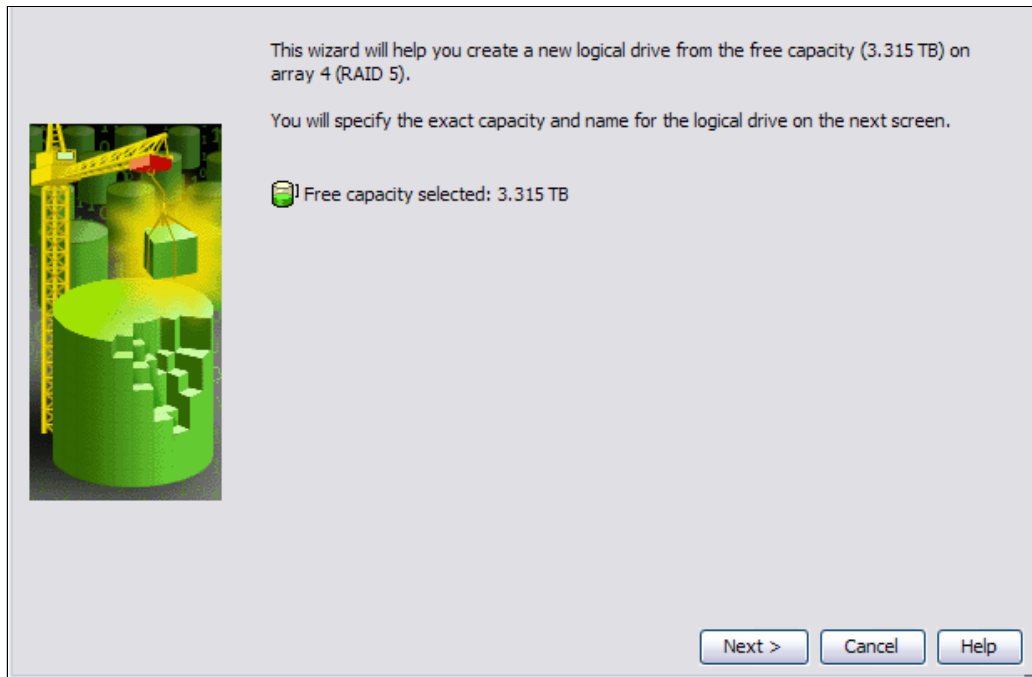 This wizard will help you create a new logical drive from the free capacity (3.315 TB) on
array 4 (RAID 5).
You will specify the exact capacity and name for the logical drive on the next screen.
Free capacity selected: 3.315 TB
Next >
Cancel
Help